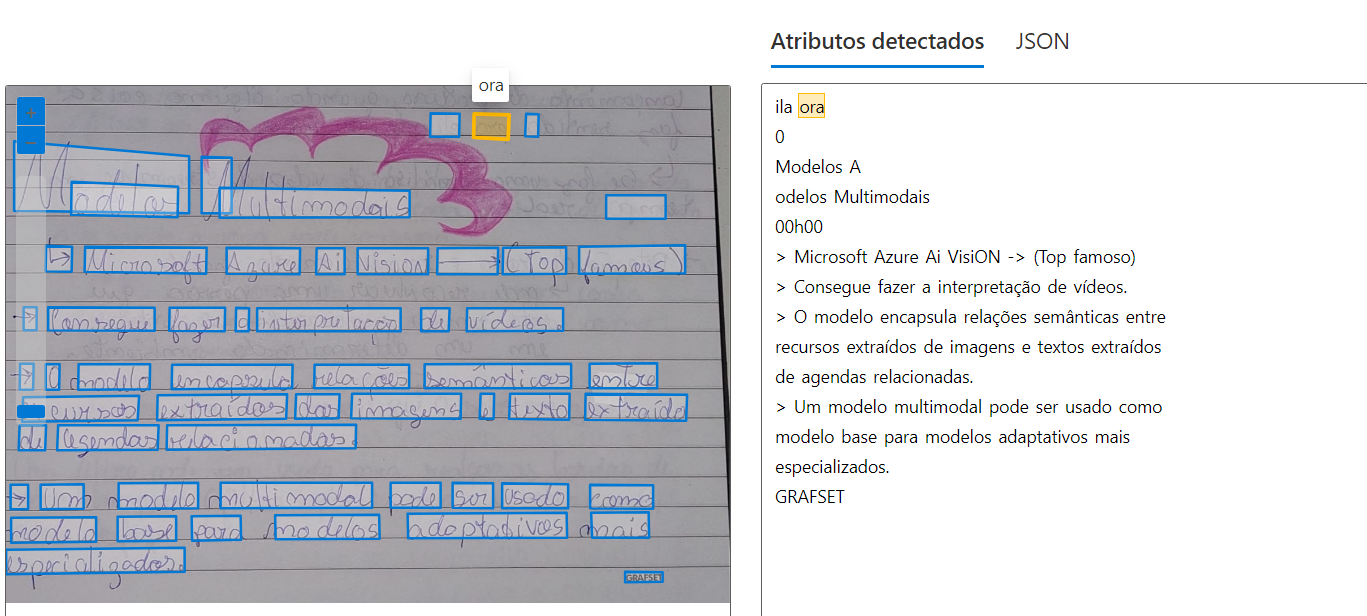 Atributos detectados JSON
ora
Modelos Multimodais
↳ Microsoft Azure Ai VisiON → (Top famoso)
→ Consegue fazer a interpretação de vídeos.
→ O modelo encapsula relações semânticas entre
recursos extraídos das imagens e texto extraído
de legendas relacionadas.
→ Um modelo multimodal pode ser usado como
modelo base para modelos adaptativos mais
especializados.
GRAFSET
ila ora
0
Modelos A
odelos Multimodais
00h00
> Microsoft Azure Ai VisiON -> (Top famoso)
> Consegue fazer a interpretação de vídeos.
> O modelo encapsula relações semânticas entre
recursos extraídos de imagens e textos extraídos
de agendas relacionadas.
> Um modelo multimodal pode ser usado como
modelo base para modelos adaptativos mais
especializados.
GRAFSET